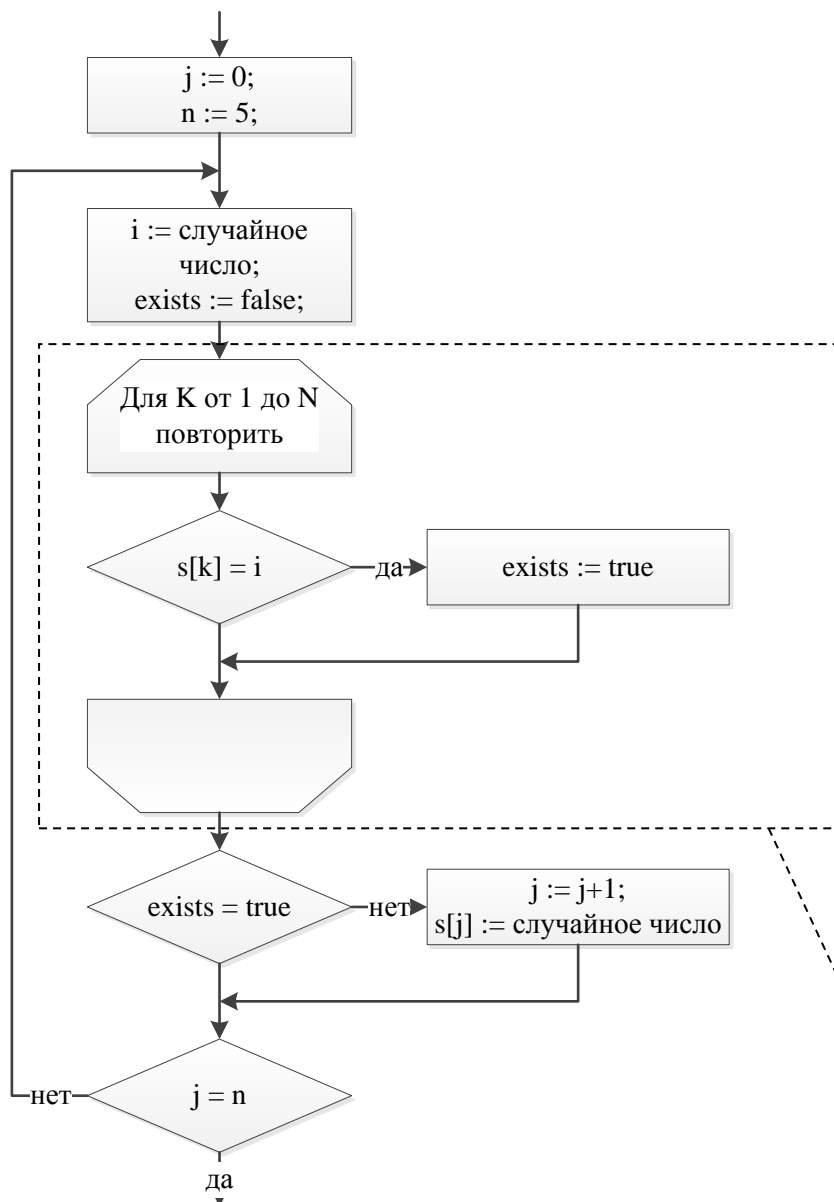 j := 0;
n := 5;
i := случайное
число;
exists := false;
Для K от 1 до N
повторить
s[k] = i
да
exists := true
exists = true
нет
j := j+1;
s[j] := случайное число
j = n
нет
да